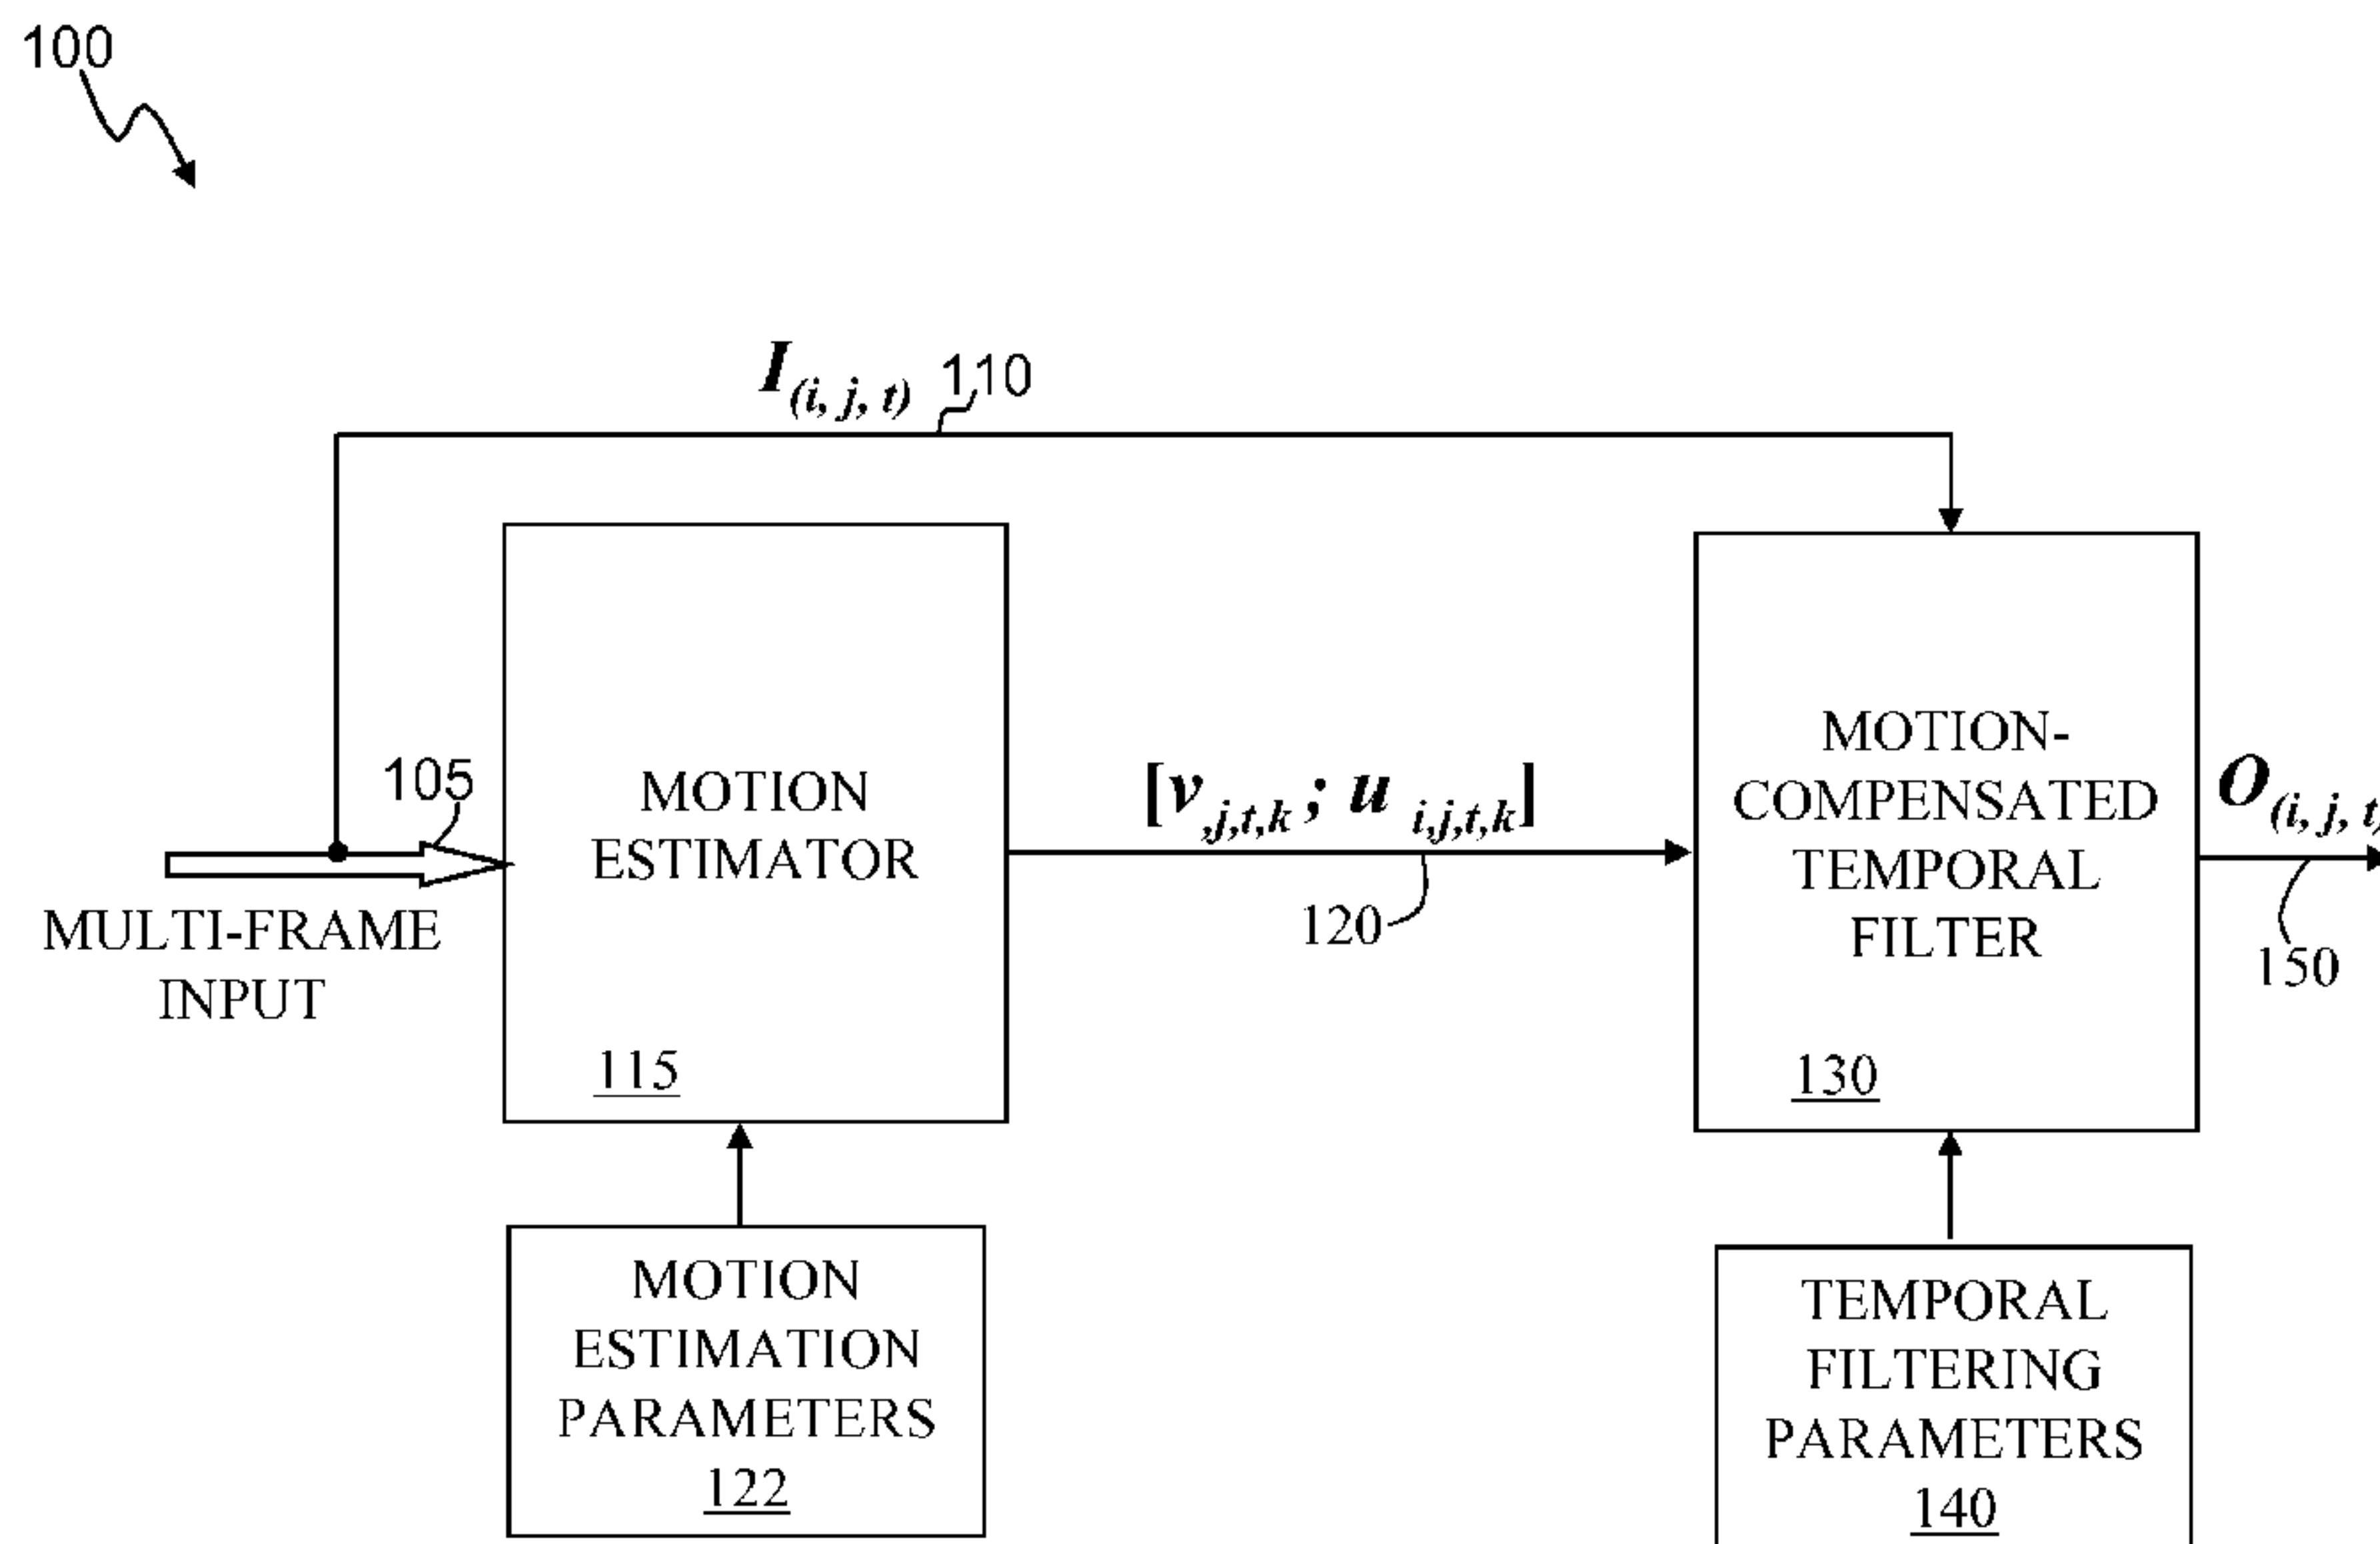 100
I(i, j, t) 110
105
MULTI-FRAME
INPUT
MOTION
ESTIMATOR
115
[v,j,t,k ; u i,j,t,k]
120
MOTION-
COMPENSATED
TEMPORAL
FILTER
130
O(i, j, t)
150
MOTION
ESTIMATION
PARAMETERS
122
TEMPORAL
FILTERING
PARAMETERS
140